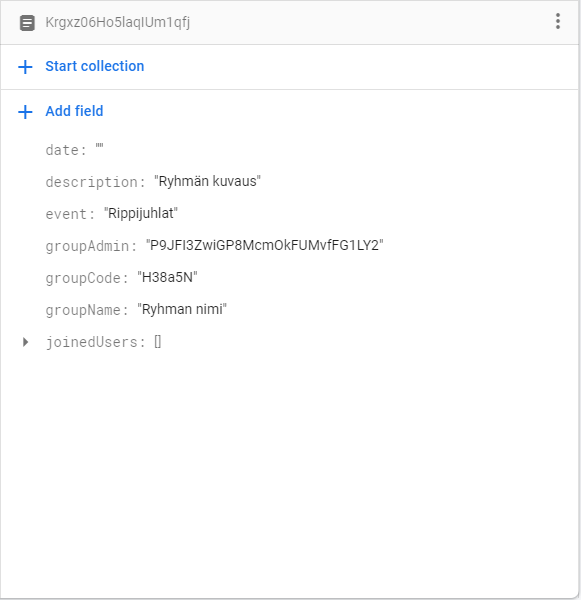 Krgxz06Ho5laqIUm1qfj
Start collection
Add field
date: ""
description: "Ryhmän kuvaus"
event: "Rippijuhlat"
groupAdmin: "P9JFI3ZwiGP8McmOkFUMvfFG1LY2"
groupCode: "H38a5N"
groupName: "Ryhman nimi"
joinedUsers: []